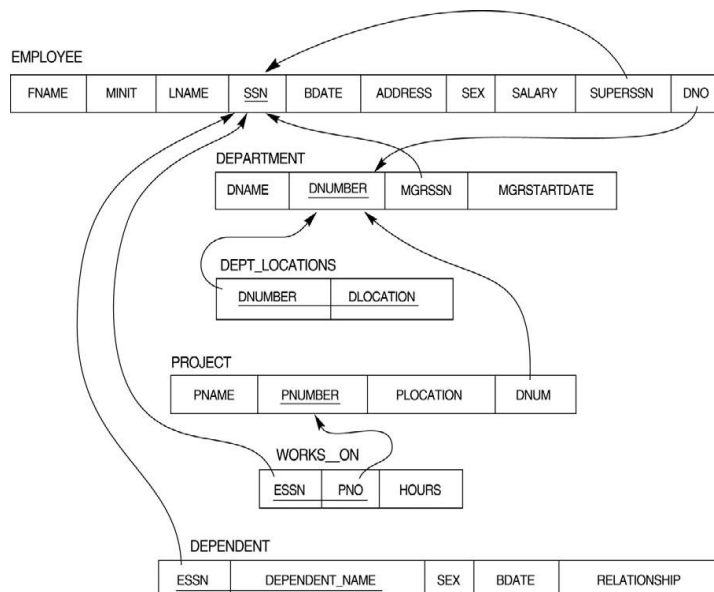 EMPLOYEE
FNAME MINIT LNAME SSN BDATE ADDRESS SEX SALARY SUPERSSN DNO
DEPARTMENT
DNAME DNUMBER MGRSSN MGRSTARTDATE
DEPT_LOCATIONS
DNUMBER DLOCATION
PROJECT
PNAME PNUMBER PLOCATION DNUM
WORKS__ON
ESSN PNO HOURS
DEPENDENT
ESSN DEPENDENT_NAME SEX BDATE RELATIONSHIP